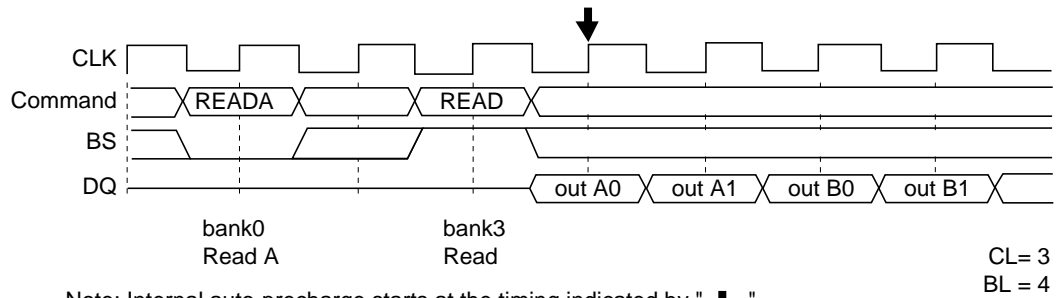 CLK
Command READA READ
BS
DQ out A0 out A1 out B0 out B1
bank0 bank3
Read A Read
CL= 3
BL = 4
Note: Internal auto-precharge starts at the timing indicated by " ".